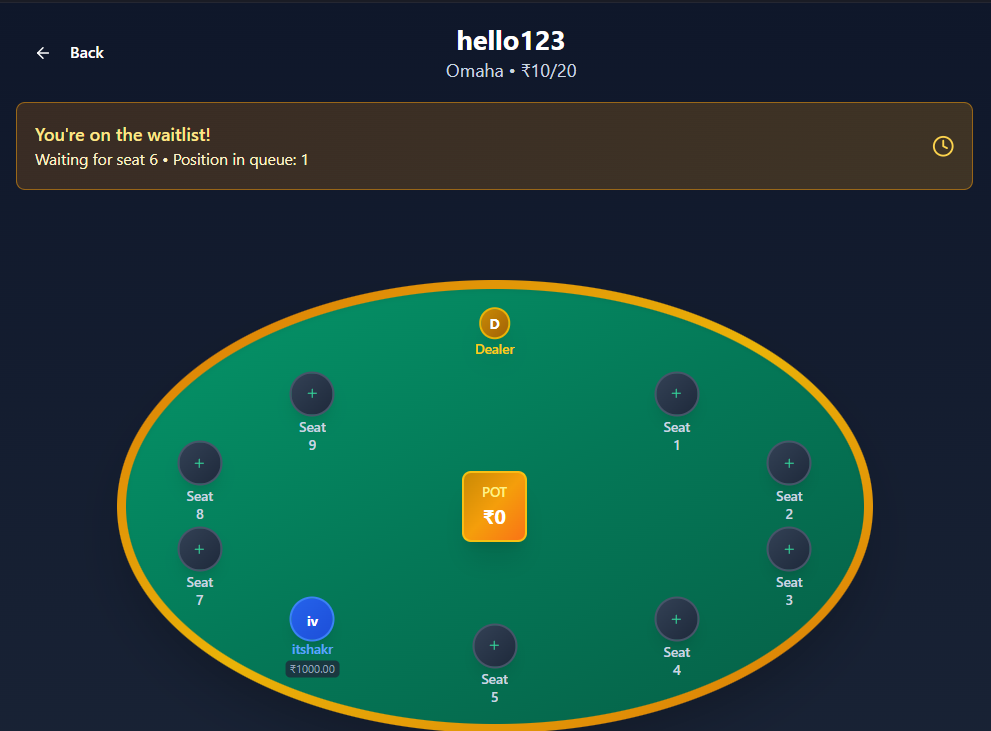 ← Back
hello123
Omaha • ₹10/20
You're on the waitlist!
Waiting for seat 6 • Position in queue: 1
D
Dealer
+
Seat
9
+
Seat
1
+
Seat
8
+
Seat
2
POT
₹0
+
Seat
7
+
Seat
3
iv
itshakr
₹1000.00
+
Seat
5
+
Seat
4